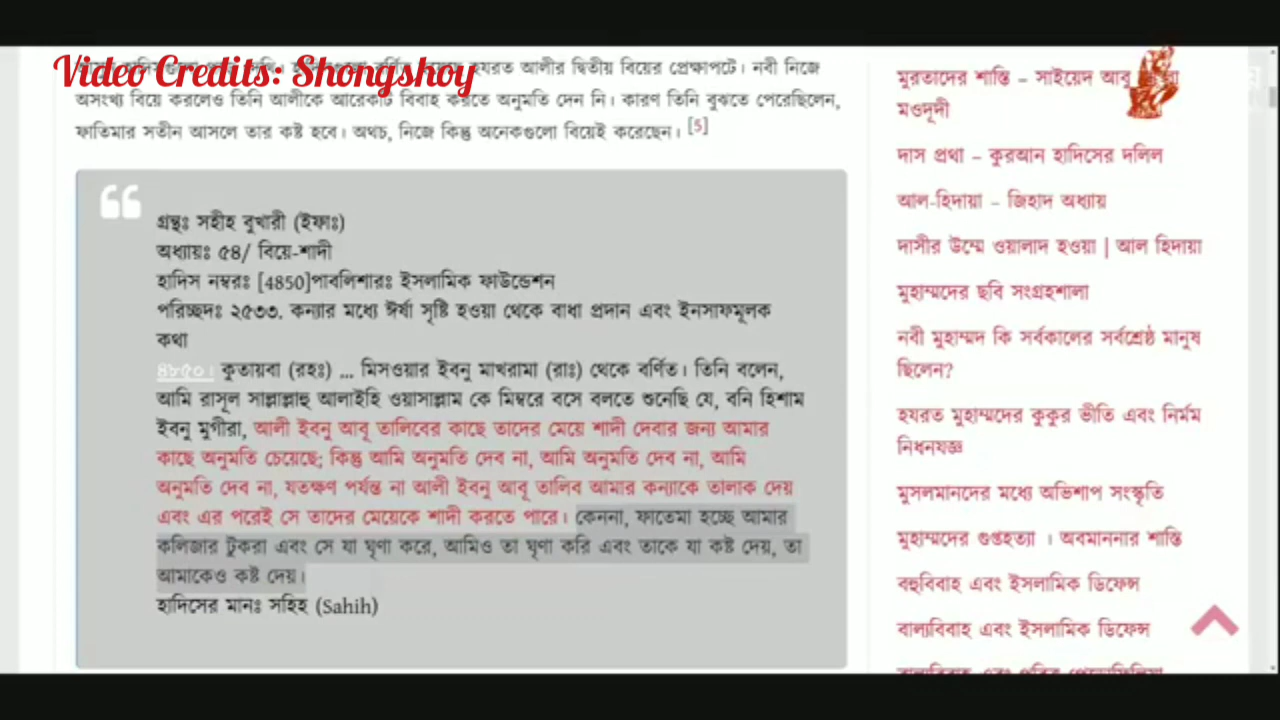 Video Credits: Shongshoy
হযরত আলীর দ্বিতীয় বিয়ের প্রেক্ষাপটে। নবী নিজে
অসংখ্য বিয়ে করলেও তিনি আলীকে আরেকটি বিবাহ করতে অনুমতি দেন নি। কারণ তিনি বুঝতে পেরেছিলেন,
ফাতিমার সতীন আসলে তার কষ্ট হবে। অথচ, নিজে কিন্তু অনেকগুলো বিয়েই করেছেন। [5]
গ্রন্থঃ সহীহ বুখারী (ইফাঃ)
অধ্যায়ঃ ৫৪/ বিয়ে-শাদী
হাদিস নম্বরঃ [4850]পাবলিশারঃ ইসলামিক ফাউন্ডেশন
পরিচ্ছদঃ ২৫৩৩. কন্যার মধ্যে ঈর্ষা সৃষ্টি হওয়া থেকে বাধা প্রদান এবং ইনসাফমূলক
কথা
৪৮৫০। কুতায়বা (রহঃ) ... মিসওয়ার ইবনু মাখরামা (রাঃ) থেকে বর্ণিত। তিনি বলেন,
আমি রাসূল সাল্লাল্লাহু আলাইহি ওয়াসাল্লাম কে মিম্বরে বসে বলতে শুনেছি যে, বনি হিশাম
ইবনু মুগীরা, আলী ইবনু আবূ তালিবের কাছে তাদের মেয়ে শাদী দেবার জন্য আমার
কাছে অনুমতি চেয়েছে; কিন্তু আমি অনুমতি দেব না, আমি অনুমতি দেব না, আমি
অনুমতি দেব না, যতক্ষণ পর্যন্ত না আলী ইবনু আবূ তালিব আমার কন্যাকে তালাক দেয়
এবং এর পরেই সে তাদের মেয়েকে শাদী করতে পারে। কেননা, ফাতেমা হচ্ছে আমার
কলিজার টুকরা এবং সে যা ঘৃণা করে, আমিও তা ঘৃণা করি এবং তাকে যা কষ্ট দেয়, তা
আমাকেও কষ্ট দেয়।
হাদিসের মানঃ সহিহ (Sahih)
মুরতাদের শাস্তি – সাইয়েদ আবু
মওদূদী
দাস প্রথা – কুরআন হাদিসের দলিল
আল-হিদায়া – জিহাদ অধ্যায়
দাসীর উম্মে ওয়ালাদ হওয়া | আল হিদায়া
মুহাম্মদের ছবি সংগ্রহশালা
নবী মুহাম্মদ কি সর্বকালের সর্বশ্রেষ্ঠ মানুষ
ছিলেন?
হযরত মুহাম্মদের কুকুর ভীতি এবং নির্মম
নিধনযজ্ঞ
মুসলমানদের মধ্যে অভিশাপ সংস্কৃতি
মুহাম্মদের গুপ্তহত্যা । অবমাননার শাস্তি
বহুবিবাহ এবং ইসলামিক ডিফেন্স
বাল্যবিবাহ এবং ইসলামিক ডিফেন্স